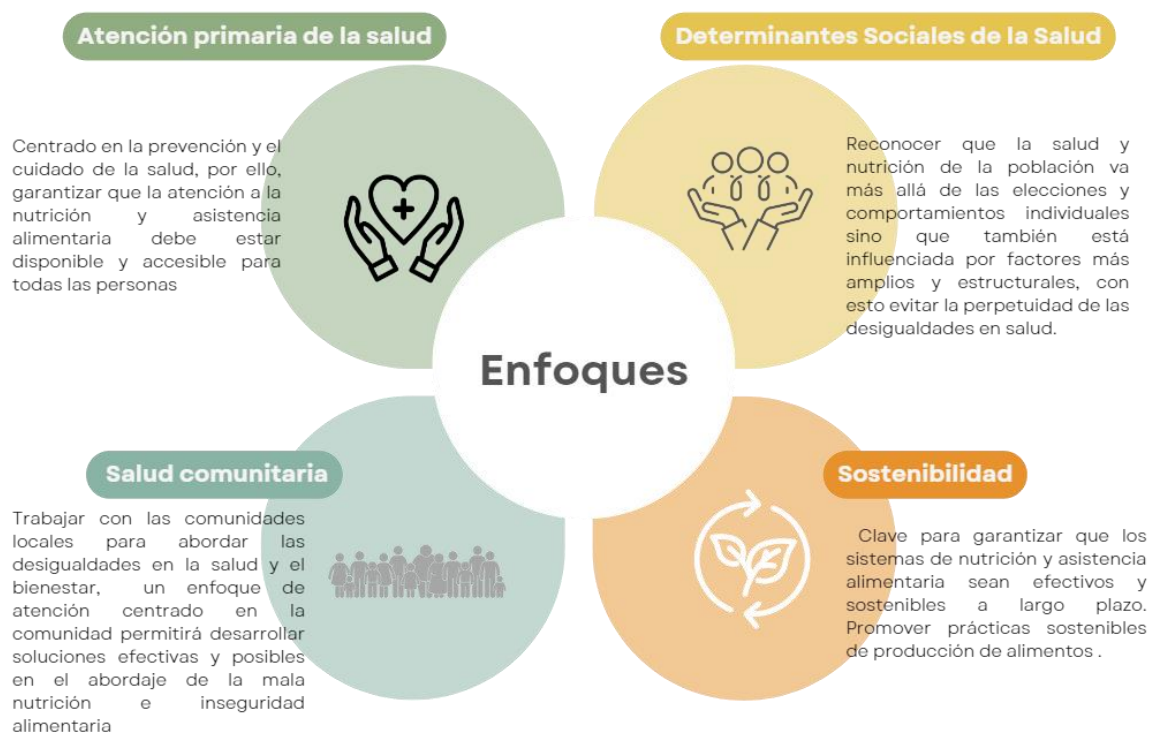 Atención primaria de la salud
Centrado en la prevención y el
cuidado de la salud, por ello,
garantizar que la atención a la
nutrición y asistencia
alimentaria debe estar
disponible y accesible para
todas las personas
Determinantes Sociales de la Salud
Reconocer que la salud y
nutrición de la población va
más allá de las elecciones y
comportamientos individuales
sino que también está
influenciada por factores más
amplios y estructurales, con
esto evitar la perpetuidad de las
desigualdades en salud.
Enfoques
Salud comunitaria
Trabajar con las comunidades
locales para abordar las
desigualdades en la salud y el
bienestar, un enfoque de
atención centrado en la
comunidad permitirá desarrollar
soluciones efectivas y posibles
en el abordaje de la mala
nutrición e inseguridad
alimentaria
Sostenibilidad
Clave para garantizar que los
sistemas de nutrición y asistencia
alimentaria sean efectivos y
sostenibles a largo plazo.
Promover prácticas sostenibles
de producción de alimentos .